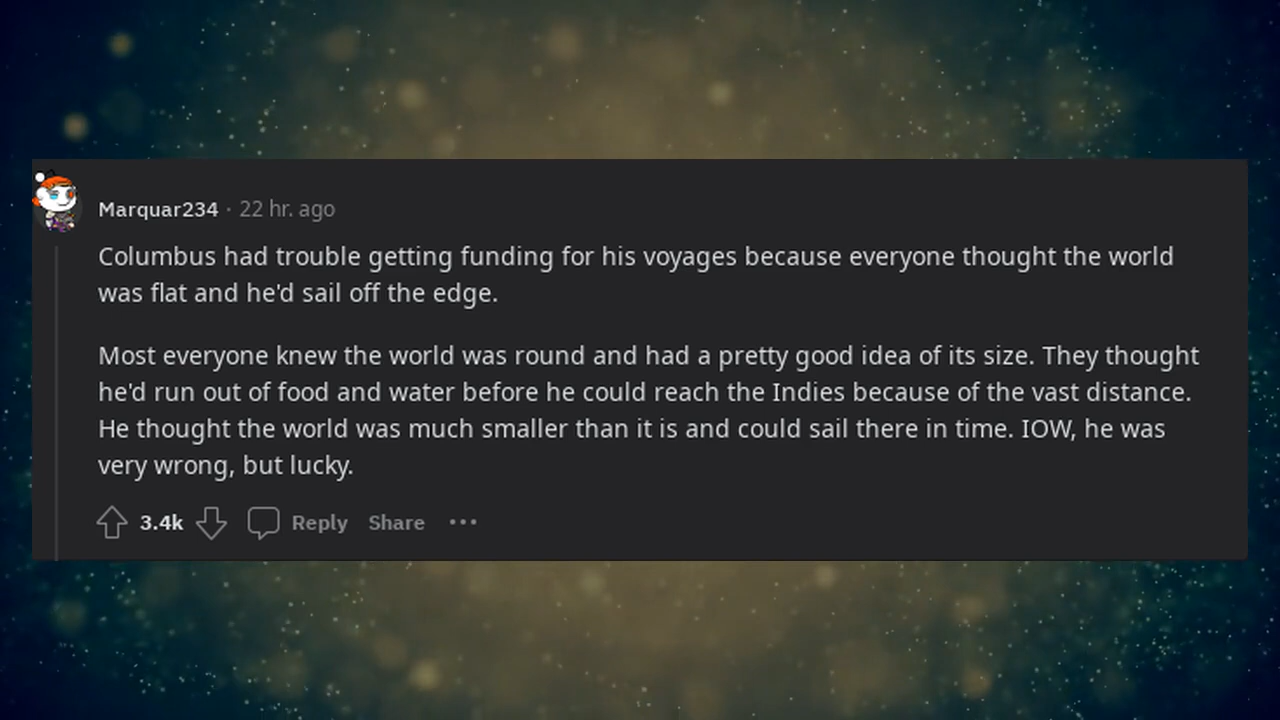 Marquar234 · 22 hr. ago
Columbus had trouble getting funding for his voyages because everyone thought the world
was flat and he'd sail off the edge.
Most everyone knew the world was round and had a pretty good idea of its size. They thought
he'd run out of food and water before he could reach the Indies because of the vast distance.
He thought the world was much smaller than it is and could sail there in time. IOW, he was
very wrong, but lucky.
3.4k Reply Share ...